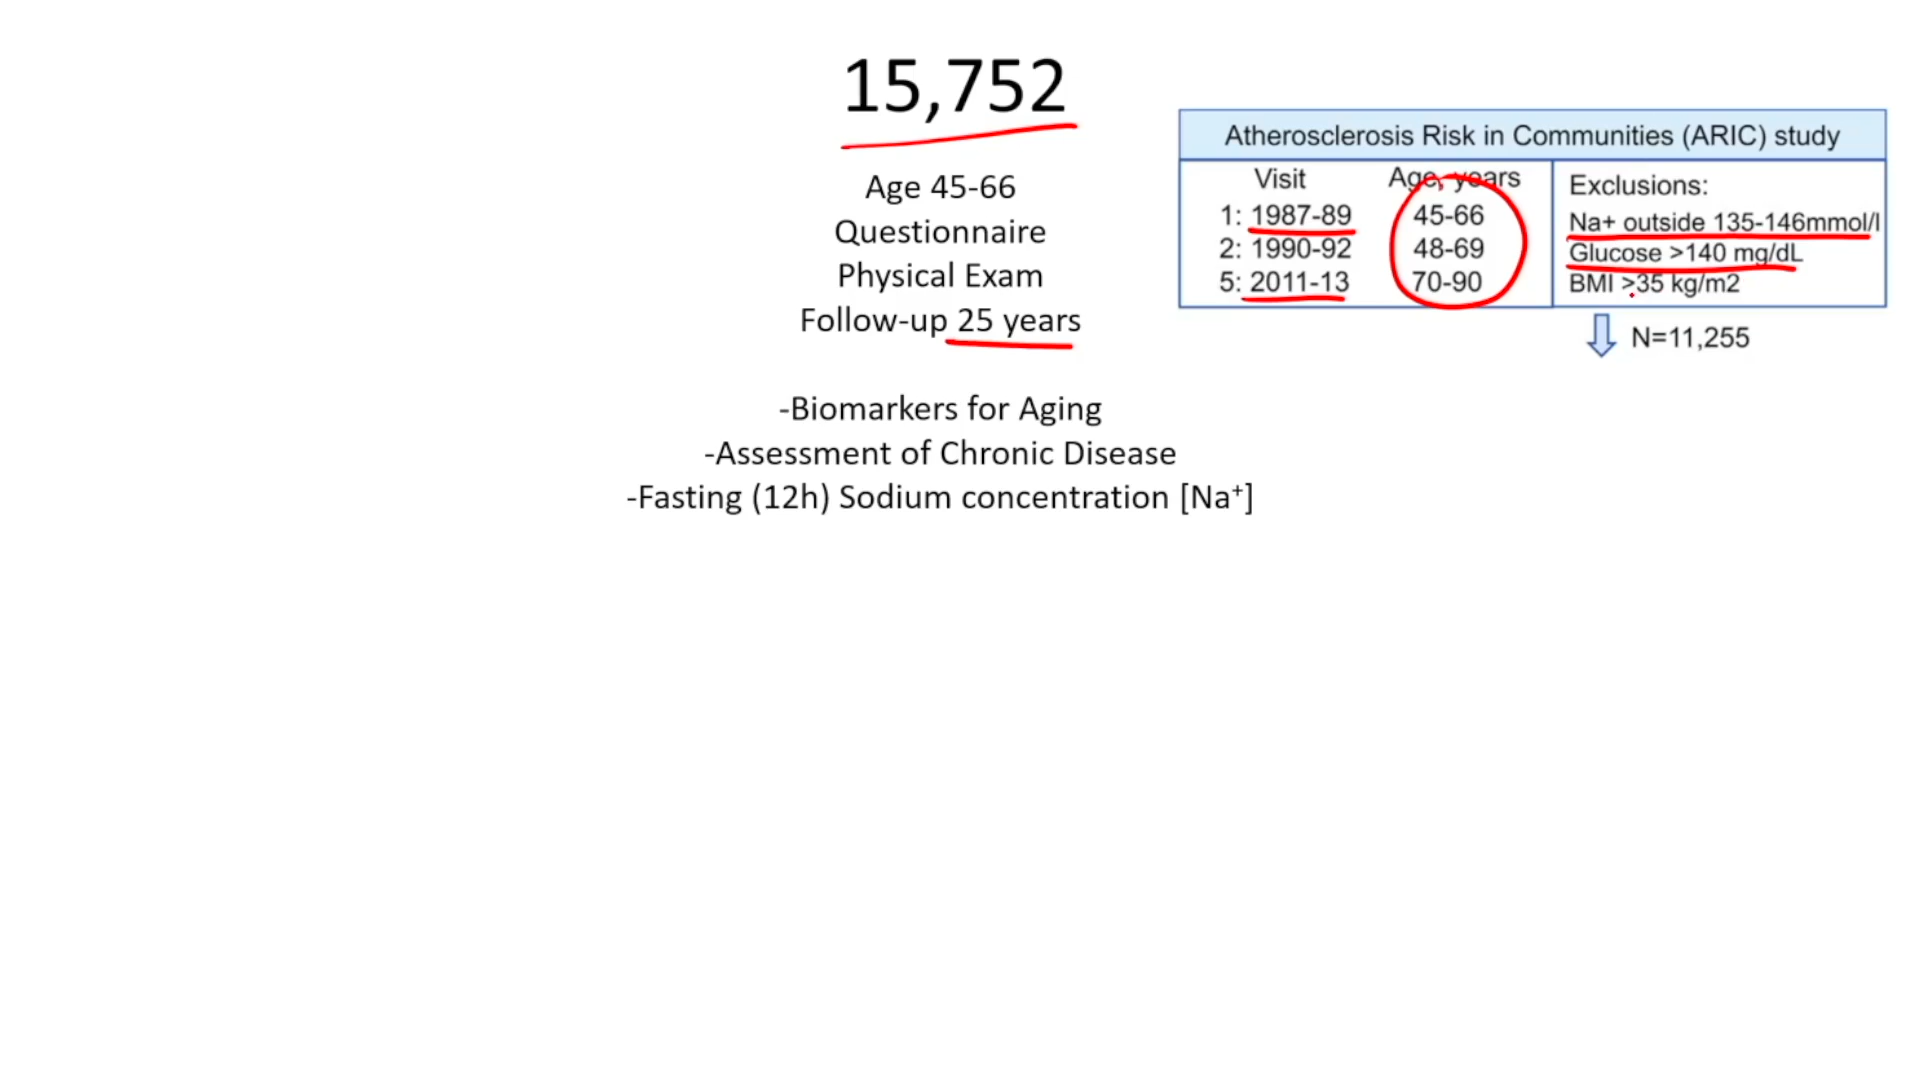 15,752
Age 45-66
Questionnaire
Physical Exam
Follow-up 25 years
-Biomarkers for Aging
-Assessment of Chronic Disease
-Fasting (12h) Sodium concentration [Na⁺]
Atherosclerosis Risk in Communities (ARIC) study
Visit Age, years
1: 1987-89 45-66
2: 1990-92 48-69
5: 2011-13 70-90
Exclusions:
Na+ outside 135-146mmol/l
Glucose >140 mg/dL
BMI >35 kg/m2
N=11,255